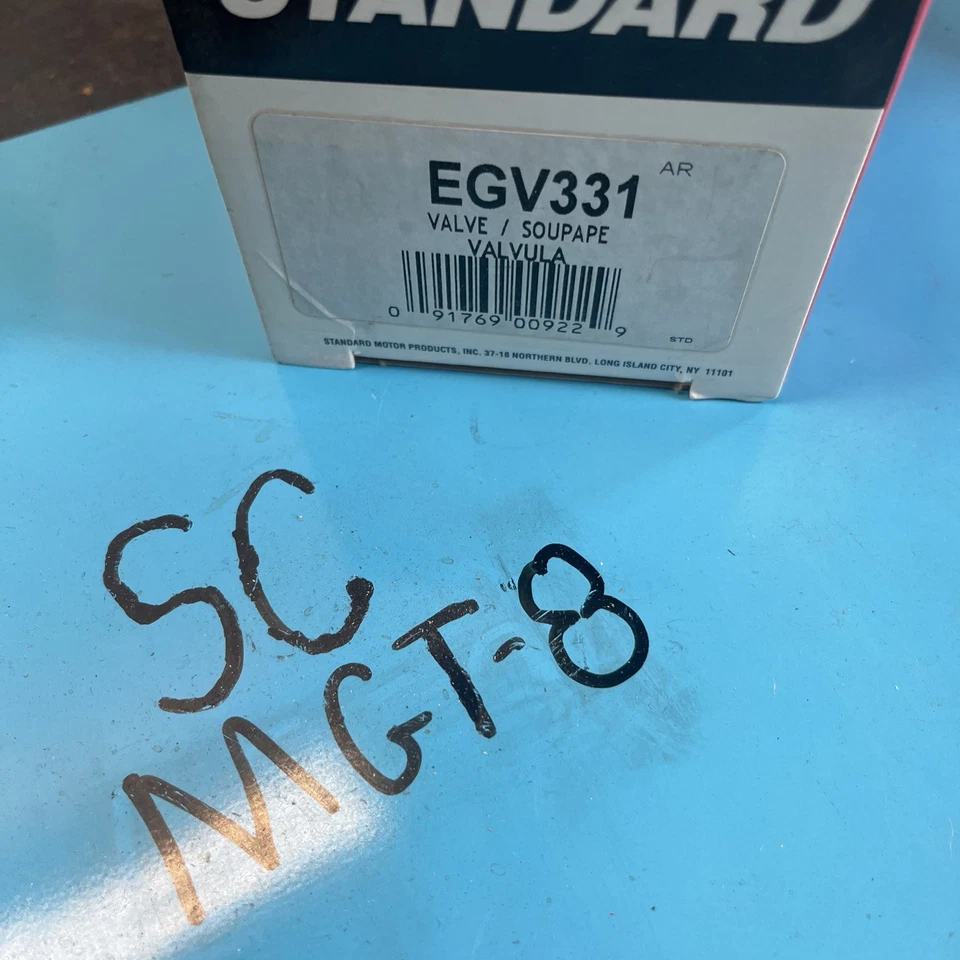 STANDARD
EGV331 AR
VALVE / SOUPAPE
VALVULA
0 91769 00922 9
STD
STANDARD MOTOR PRODUCTS, INC. 37-18 NORTHERN BLVD. LONG ISLAND CITY, NY 11101
SC
MGT-8